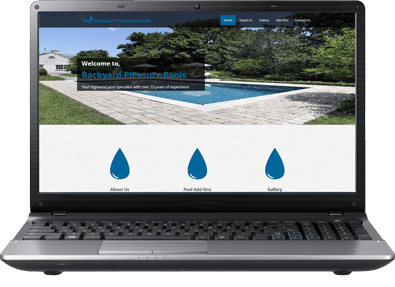 Backyard Pleasure Pools
Home About Us Gallery Add-Ons Contact Us
Welcome to,
Backyard Pleasure Pools
Your inground pool specialist with over 33 years of experience
About Us Pool Add-Ons Gallery